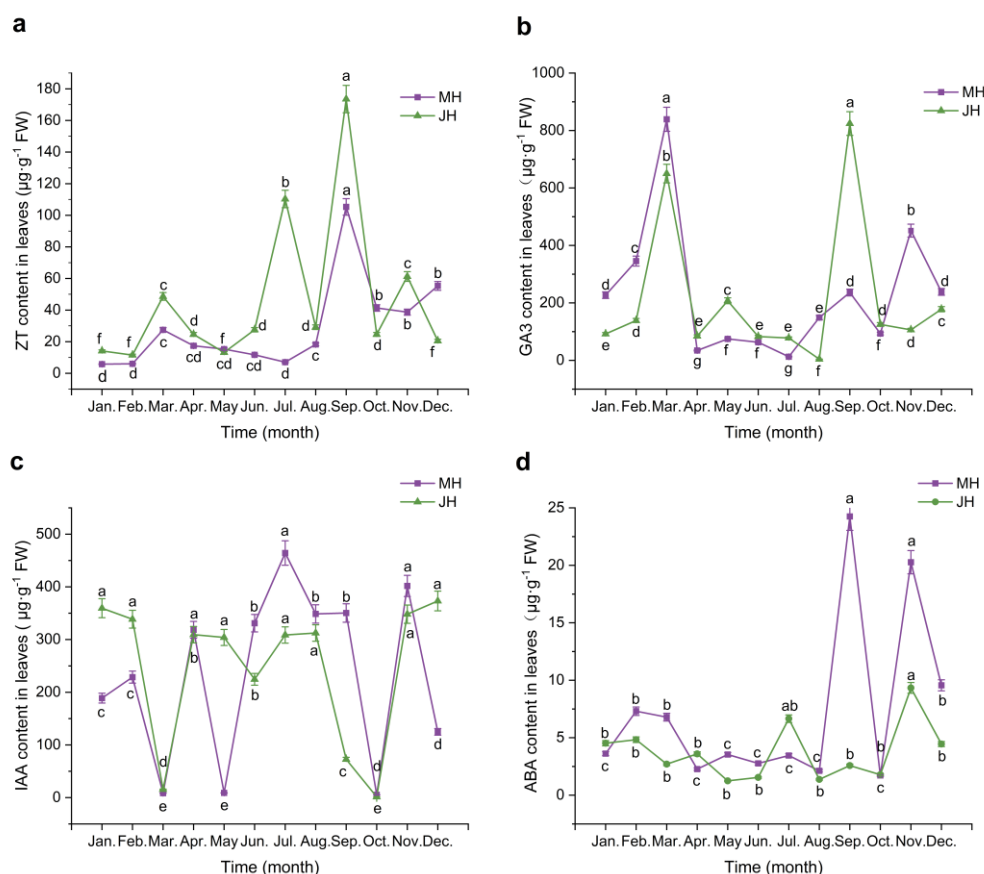 a
MH
JH
ZT content in leaves (μg·g⁻¹ FW)
180
160
140
120
100
80
60
40
20
0
f f c d f d b d a b c b
d d c cd cd cd d c a d b f
Jan. Feb. Mar. Apr. May Jun. Jul. Aug. Sep. Oct. Nov. Dec.
Time (month)
b
MH
JH
GA3 content in leaves（μg·g⁻¹ FW)
1000
800
600
400
200
0
d c a e c e e e a d b d
e d b g f f g f d f d c
Jan. Feb. Mar. Apr. May Jun. Jul. Aug. Sep. Oct. Nov. Dec.
Time (month)
c
MH
JH
IAA content in leaves ( μg·g⁻¹ FW)
500
400
300
200
100
0
a a d a a b a b b d a a
c c e b e b a a c e a d
Jan. Feb. Mar. Apr. May Jun. Jul. Aug. Sep. Oct. Nov. Dec.
Time (month)
d
MH
JH
ABA content in leaves（μg·g⁻¹ FW)
25
20
15
10
5
0
b b b b c c ab c a b a b
c b b c b b c b b c a b
Jan. Feb. Mar. Apr. May Jun. Jul. Aug. Sep. Oct. Nov. Dec.
Time (month)